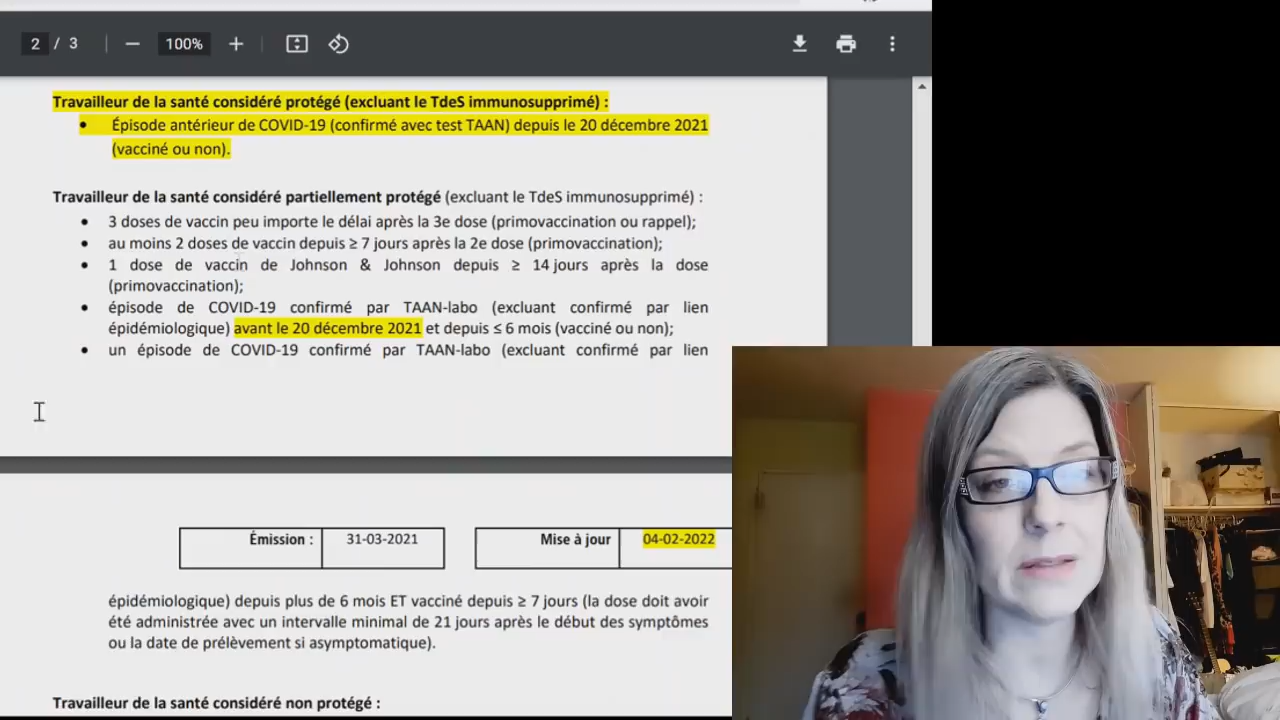 2 / 3 100%
Travailleur de la santé considéré protégé (excluant le TdeS immunosupprimé) :
• Épisode antérieur de COVID-19 (confirmé avec test TAAN) depuis le 20 décembre 2021
(vacciné ou non).
Travailleur de la santé considéré partiellement protégé (excluant le TdeS immunosupprimé) :
• 3 doses de vaccin peu importe le délai après la 3e dose (primovaccination ou rappel);
• au moins 2 doses de vaccin depuis ≥ 7 jours après la 2e dose (primovaccination);
• 1 dose de vaccin de Johnson & Johnson depuis ≥ 14 jours après la dose
(primovaccination);
• épisode de COVID-19 confirmé par TAAN-labo (excluant confirmé par lien
épidémiologique) avant le 20 décembre 2021 et depuis ≤ 6 mois (vacciné ou non);
• un épisode de COVID-19 confirmé par TAAN-labo (excluant confirmé par lien
Émission : 31-03-2021 Mise à jour 04-02-2022
épidémiologique) depuis plus de 6 mois ET vacciné depuis ≥ 7 jours (la dose doit avoir
été administrée avec un intervalle minimal de 21 jours après le début des symptômes
ou la date de prélèvement si asymptomatique).
Travailleur de la santé considéré non protégé :